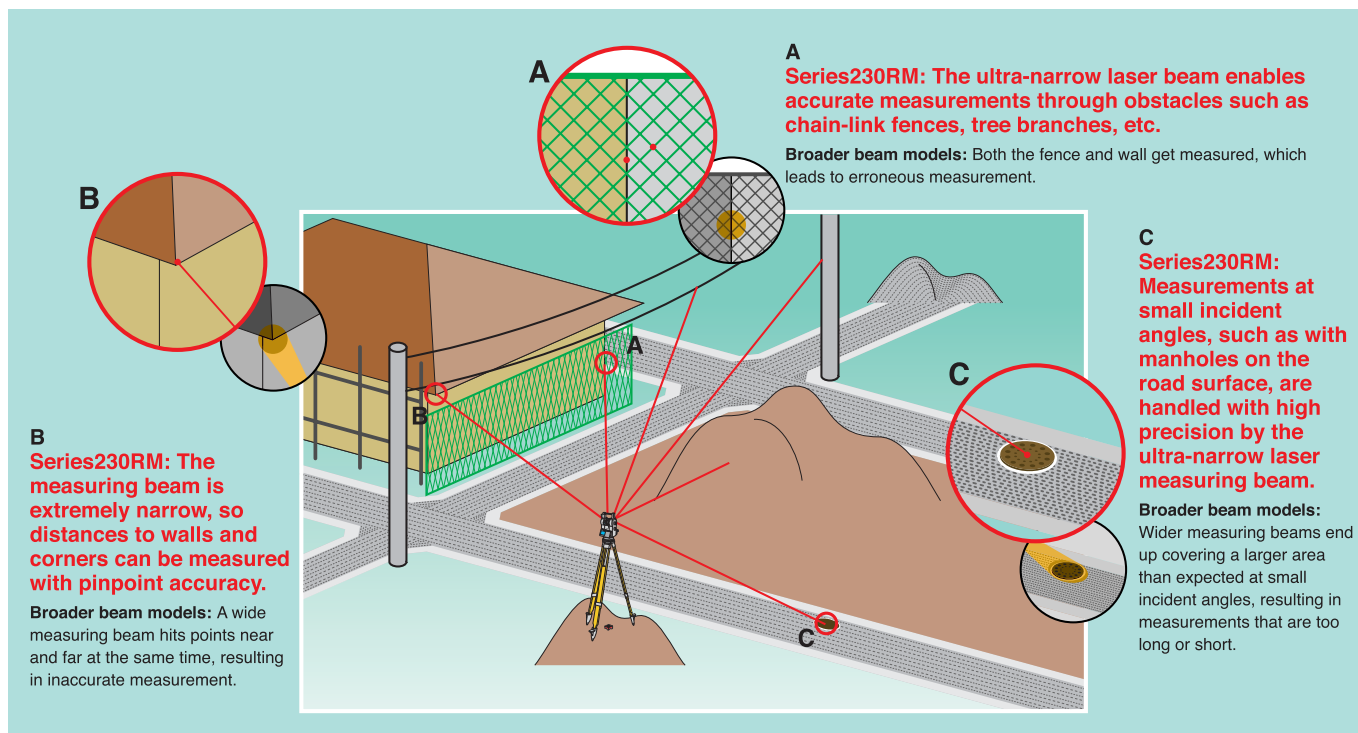 A
A
Series230RM: The ultra-narrow laser beam enables
accurate measurements through obstacles such as
chain-link fences, tree branches, etc.
Broader beam models: Both the fence and wall get measured, which
leads to erroneous measurement.
B
A
B
C
C
C
Series230RM:
Measurements at
small incident
angles, such as with
manholes on the
road surface, are
handled with high
precision by the
ultra-narrow laser
measuring beam.
Broader beam models:
Wider measuring beams end
up covering a larger area
than expected at small
incident angles, resulting in
measurements that are too
long or short.
B
Series230RM: The
measuring beam is
extremely narrow, so
distances to walls and
corners can be measured
with pinpoint accuracy.
Broader beam models: A wide
measuring beam hits points near
and far at the same time, resulting
in inaccurate measurement.